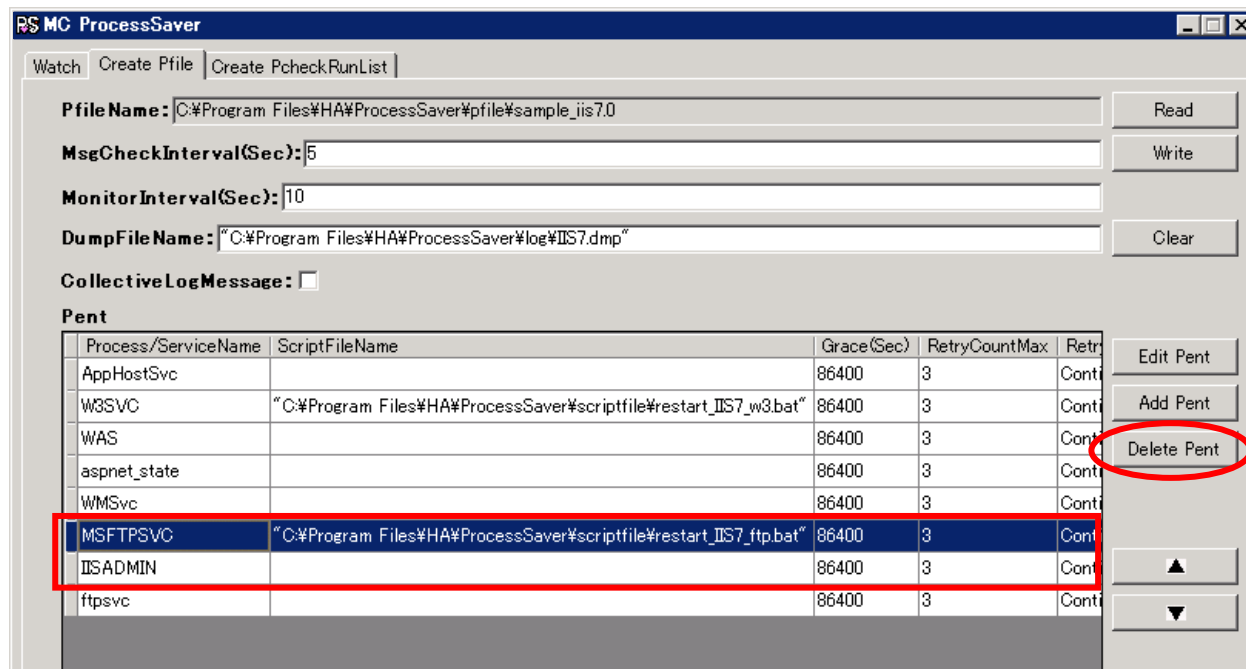 PS MC ProcessSaver
Watch Create Pfile Create PcheckRunList
PfileName: C:¥Program Files¥HA¥ProcessSaver¥pfile¥sample_iis7.0 Read
MsgCheckInterval(Sec): 5 Write
MonitorInterval(Sec): 10
DumpFileName: "C:¥Program Files¥HA¥ProcessSaver¥log¥IIS7.dmp" Clear
CollectiveLogMessage:
Pent
Process/ServiceName ScriptFileName Grace(Sec) RetryCountMax Retry
Edit Pent
AppHostSvc 86400 3 Conti
W3SVC "C:¥Program Files¥HA¥ProcessSaver¥scriptfile¥restart_IIS7_w3.bat" 86400 3 Conti Add Pent
WAS 86400 3 Conti Delete Pent
aspnet_state 86400 3 Conti
WMSvc 86400 3 Conti
MSFTPSVC "C:¥Program Files¥HA¥ProcessSaver¥scriptfile¥restart_IIS7_ftp.bat" 86400 3 Conti
IISADMIN 86400 3 Conti ▲
ftpsvc 86400 3 Conti ▼